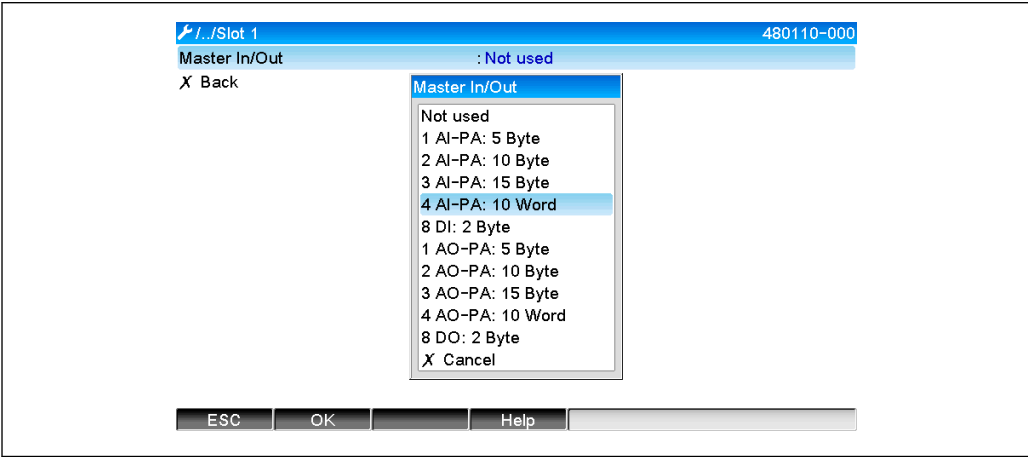 /../Slot 1 480110-000
Master In/Out : Not used
X Back
Master In/Out
Not used
1 AI-PA: 5 Byte
2 AI-PA: 10 Byte
3 AI-PA: 15 Byte
4 AI-PA: 10 Word
8 DI: 2 Byte
1 AO-PA: 5 Byte
2 AO-PA: 10 Byte
3 AO-PA: 15 Byte
4 AO-PA: 10 Word
8 DO: 2 Byte
X Cancel
ESC OK Help